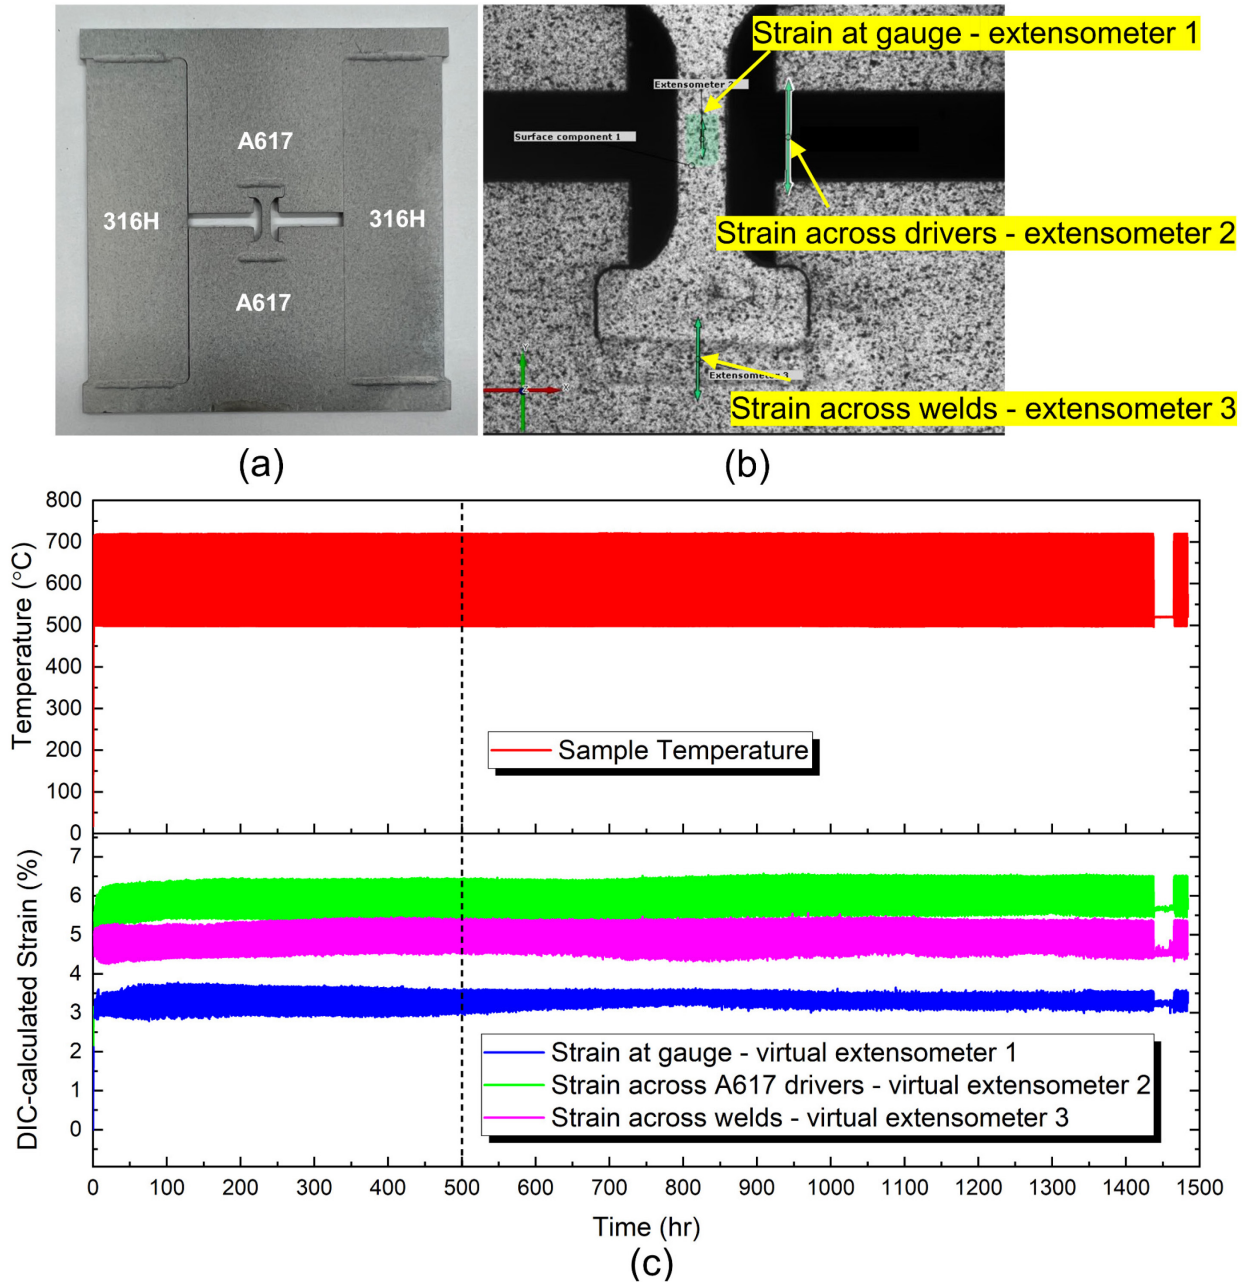 A617
316H
316H
A617
(a)
Strain at gauge - extensometer 1
Surface component 1
Strain across drivers - extensometer 2
Extensometer 3
Strain across welds - extensometer 3
Y
X
Z
(b)
800
700
600
500
400
300
200
100
0
Temperature (°C)
Sample Temperature
7
6
5
4
3
2
1
0
DIC-calculated Strain (%)
Strain at gauge - virtual extensometer 1
Strain across A617 drivers - virtual extensometer 2
Strain across welds - virtual extensometer 3
0 100 200 300 400 500 600 700 800 900 1000 1100 1200 1300 1400 1500
Time (hr)
(c)